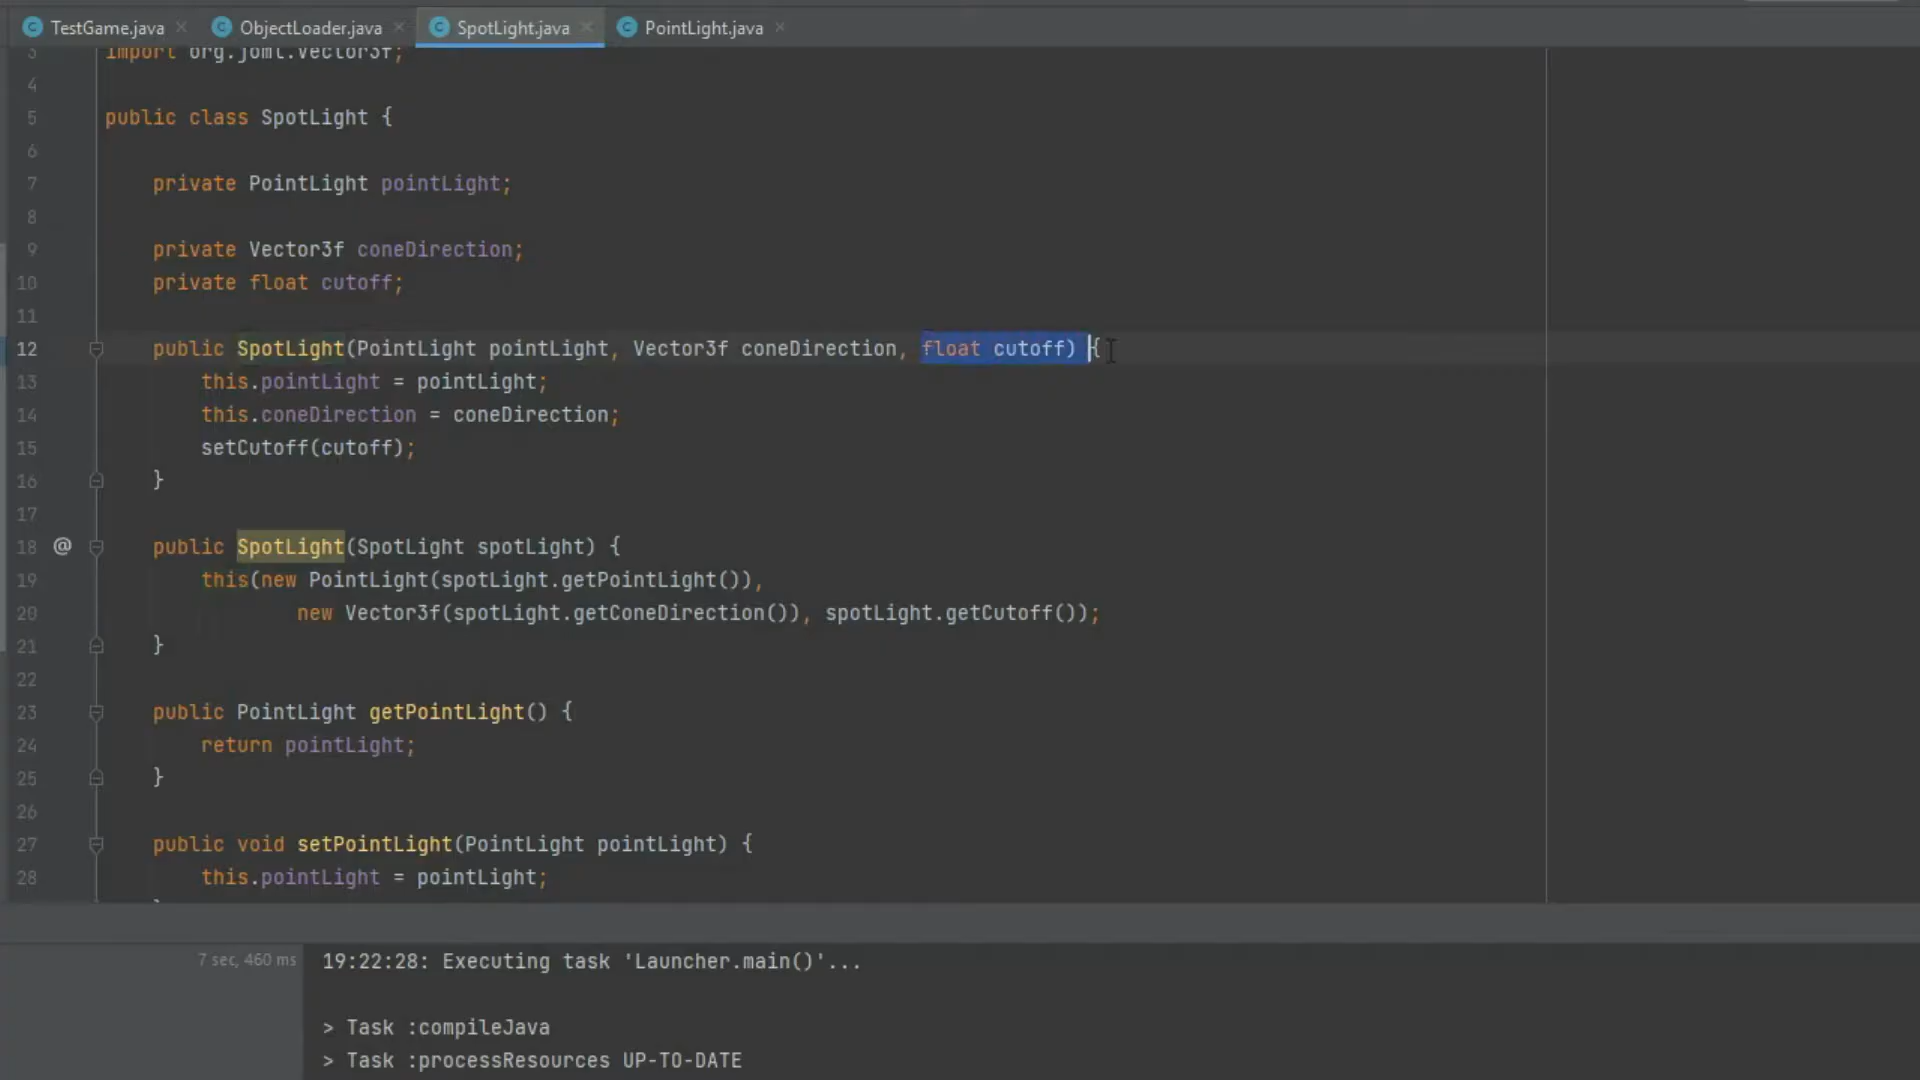 TestGame.java ObjectLoader.java SpotLight.java PointLight.java
3 import org.joml.Vector3f;
4
5 public class SpotLight {
6
7 private PointLight pointLight;
8
9 private Vector3f coneDirection;
10 private float cutoff;
11
12 public SpotLight(PointLight pointLight, Vector3f coneDirection, float cutoff) {
13 this.pointLight = pointLight;
14 this.coneDirection = coneDirection;
15 setCutoff(cutoff);
16 }
17
18 @ public SpotLight(SpotLight spotLight) {
19 this(new PointLight(spotLight.getPointLight()),
20 new Vector3f(spotLight.getConeDirection()), spotLight.getCutoff());
21 }
22
23 public PointLight getPointLight() {
24 return pointLight;
25 }
26
27 public void setPointLight(PointLight pointLight) {
28 this.pointLight = pointLight;
7 sec, 460 ms 19:22:28: Executing task 'Launcher.main()'...
> Task :compileJava
> Task :processResources UP-TO-DATE